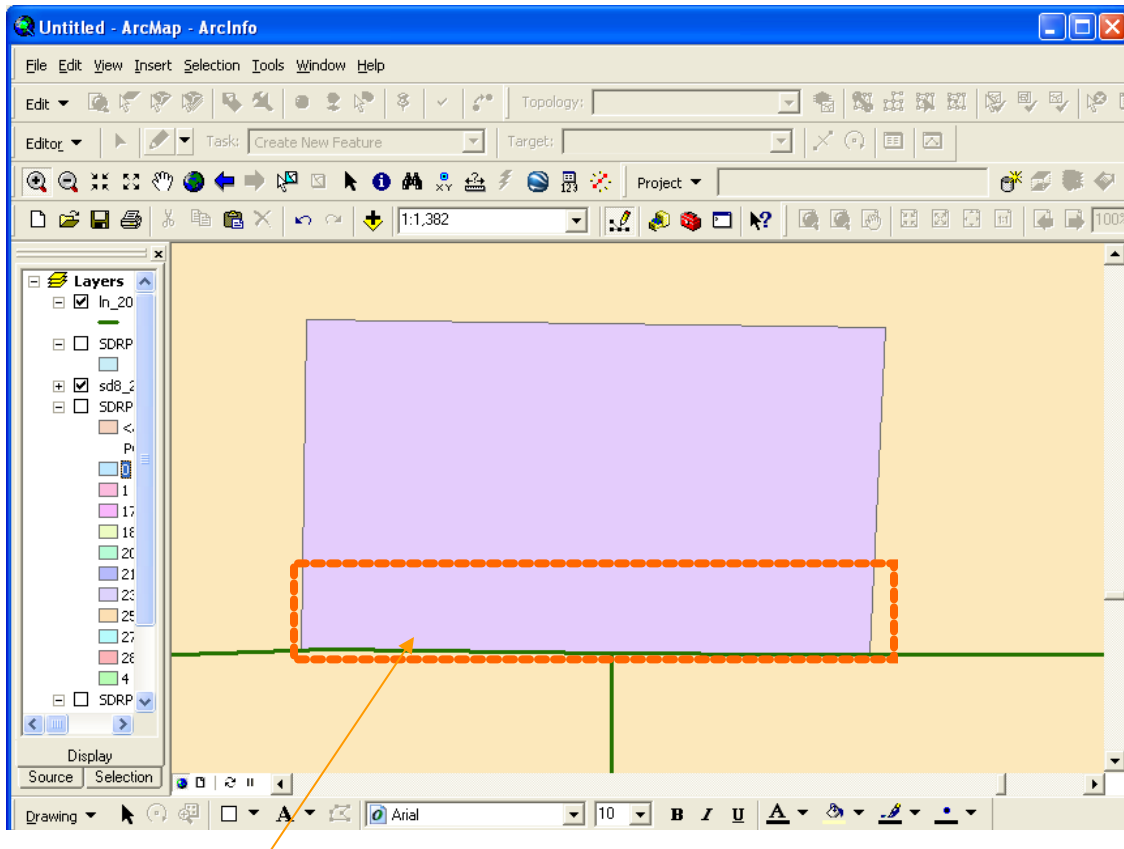 Untitled - ArcMap - ArcInfo
File Edit View Insert Selection Tools Window Help
Edit Topology:
Editor Task: Create New Feature Target:
Project
1:1,382 100%
Layers
ln_20
SDRP
sd8_2
SDRP
<
P
0
1
17
18
20
21
23
25
27
28
4
SDRP
Display
Source Selection
Drawing A Arial 10 B I U A